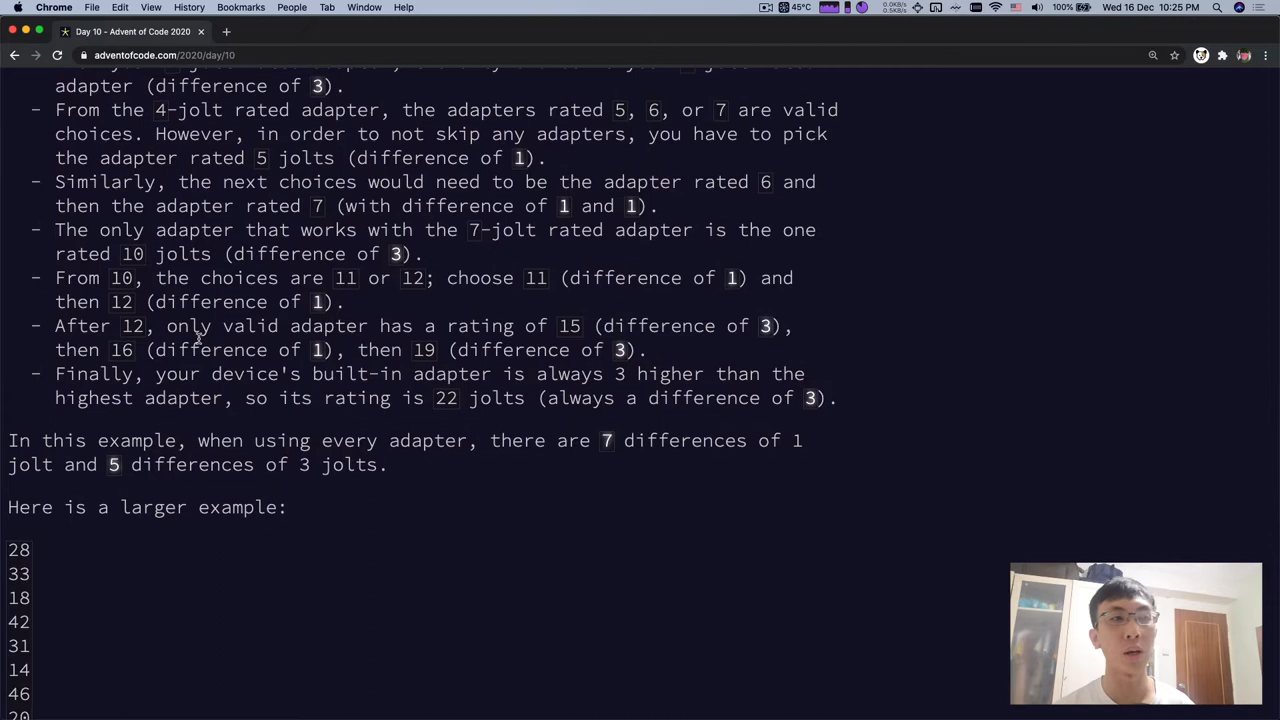 Chrome File Edit View History Bookmarks People Tab Window Help 45°C 0.0KB/s 0.5KB/s 100% Wed 16 Dec 10:25 PM
Day 10 - Advent of Code 2020
adventofcode.com/2020/day/10
adapter (difference of 3).
- From the 4-jolt rated adapter, the adapters rated 5, 6, or 7 are valid
choices. However, in order to not skip any adapters, you have to pick
the adapter rated 5 jolts (difference of 1).
- Similarly, the next choices would need to be the adapter rated 6 and
then the adapter rated 7 (with difference of 1 and 1).
- The only adapter that works with the 7-jolt rated adapter is the one
rated 10 jolts (difference of 3).
- From 10, the choices are 11 or 12; choose 11 (difference of 1) and
then 12 (difference of 1).
- After 12, only valid adapter has a rating of 15 (difference of 3),
then 16 (difference of 1), then 19 (difference of 3).
- Finally, your device's built-in adapter is always 3 higher than the
highest adapter, so its rating is 22 jolts (always a difference of 3).
In this example, when using every adapter, there are 7 differences of 1
jolt and 5 differences of 3 jolts.
Here is a larger example:
28
33
18
42
31
14
46
20